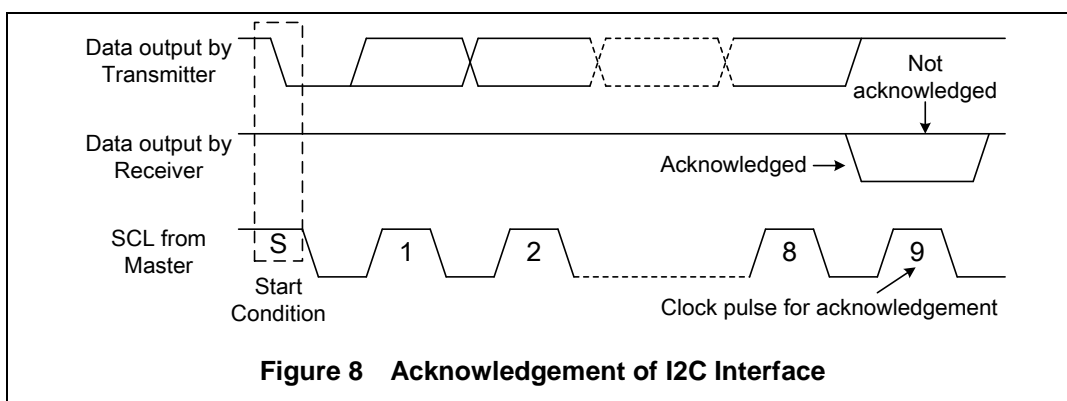 Data output by
Transmitter
Not
acknowledged
Data output by
Receiver
Acknowledged
SCL from
Master
S
1
2
8
9
Start
Condition
Clock pulse for acknowledgement
Figure 8 Acknowledgement of I2C Interface